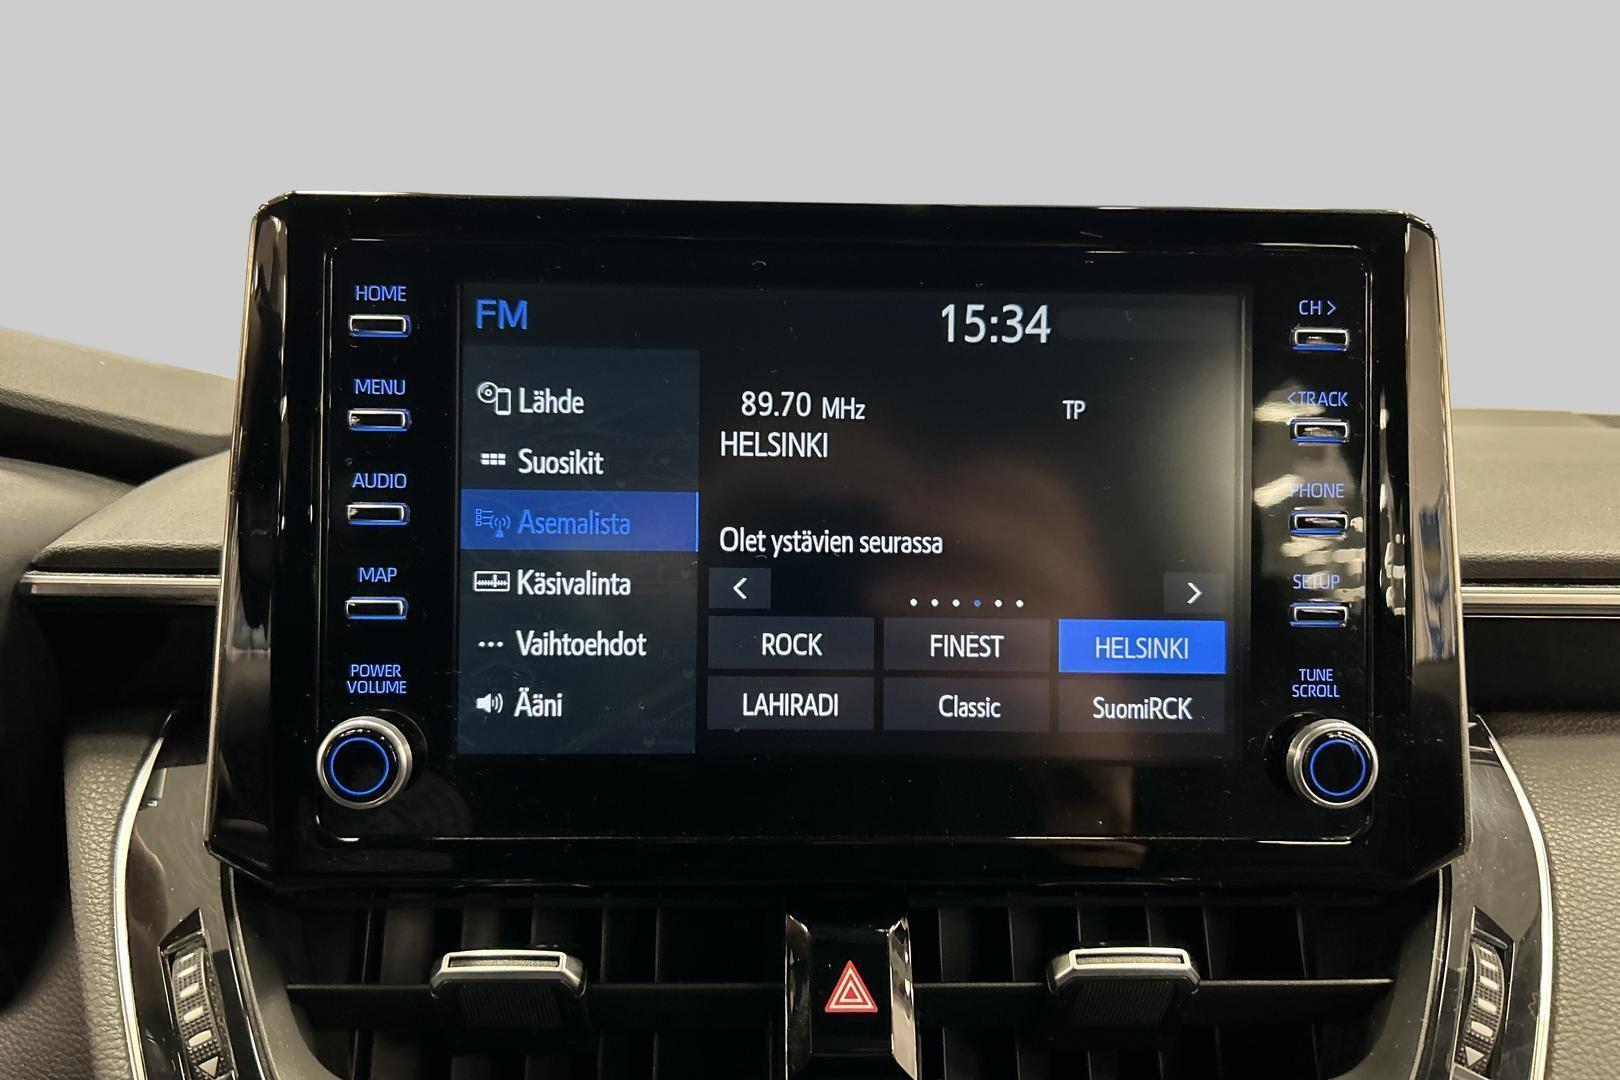 HOME
MENU
AUDIO
MAP
POWER
VOLUME
FM
15:34
Lähde
Suosikit
Asemalista
Käsivalinta
Vaihtoehdot
Ääni
89.70 MHz
TP
HELSINKI
Olet ystävien seurassa
<
>
ROCK
FINEST
HELSINKI
LAHIRADI
Classic
SuomiRCK
CH >
<TRACK
PHONE
SETUP
TUNE
SCROLL